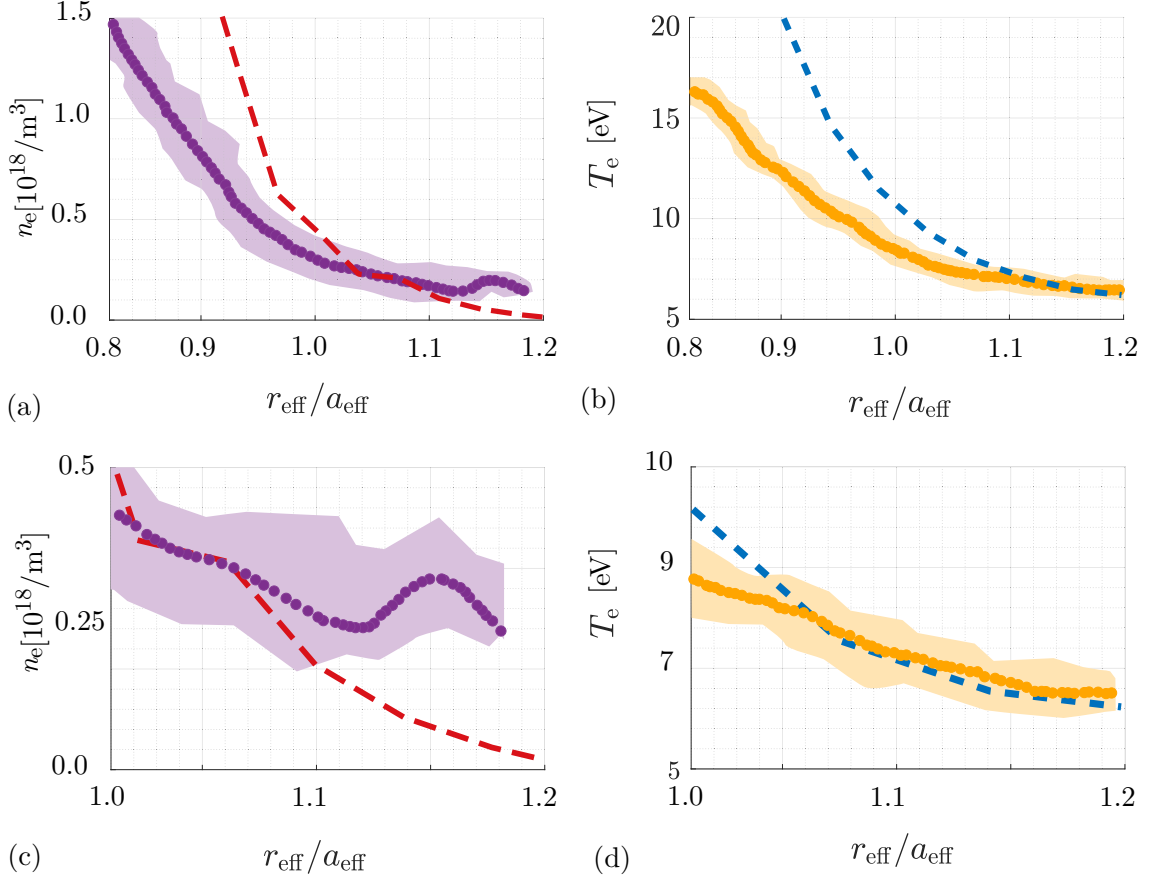 1.5
1.0
0.5
0.0
n_e[10^18/m^3]
0.8 0.9 1.0 1.1 1.2
r_eff/a_eff
(a)
20
15
10
5
T_e [eV]
0.8 0.9 1.0 1.1 1.2
r_eff/a_eff
(b)
0.5
0.25
0.0
n_e[10^18/m^3]
1.0 1.1 1.2
r_eff/a_eff
(c)
10
9
7
5
T_e [eV]
1.0 1.1 1.2
r_eff/a_eff
(d)